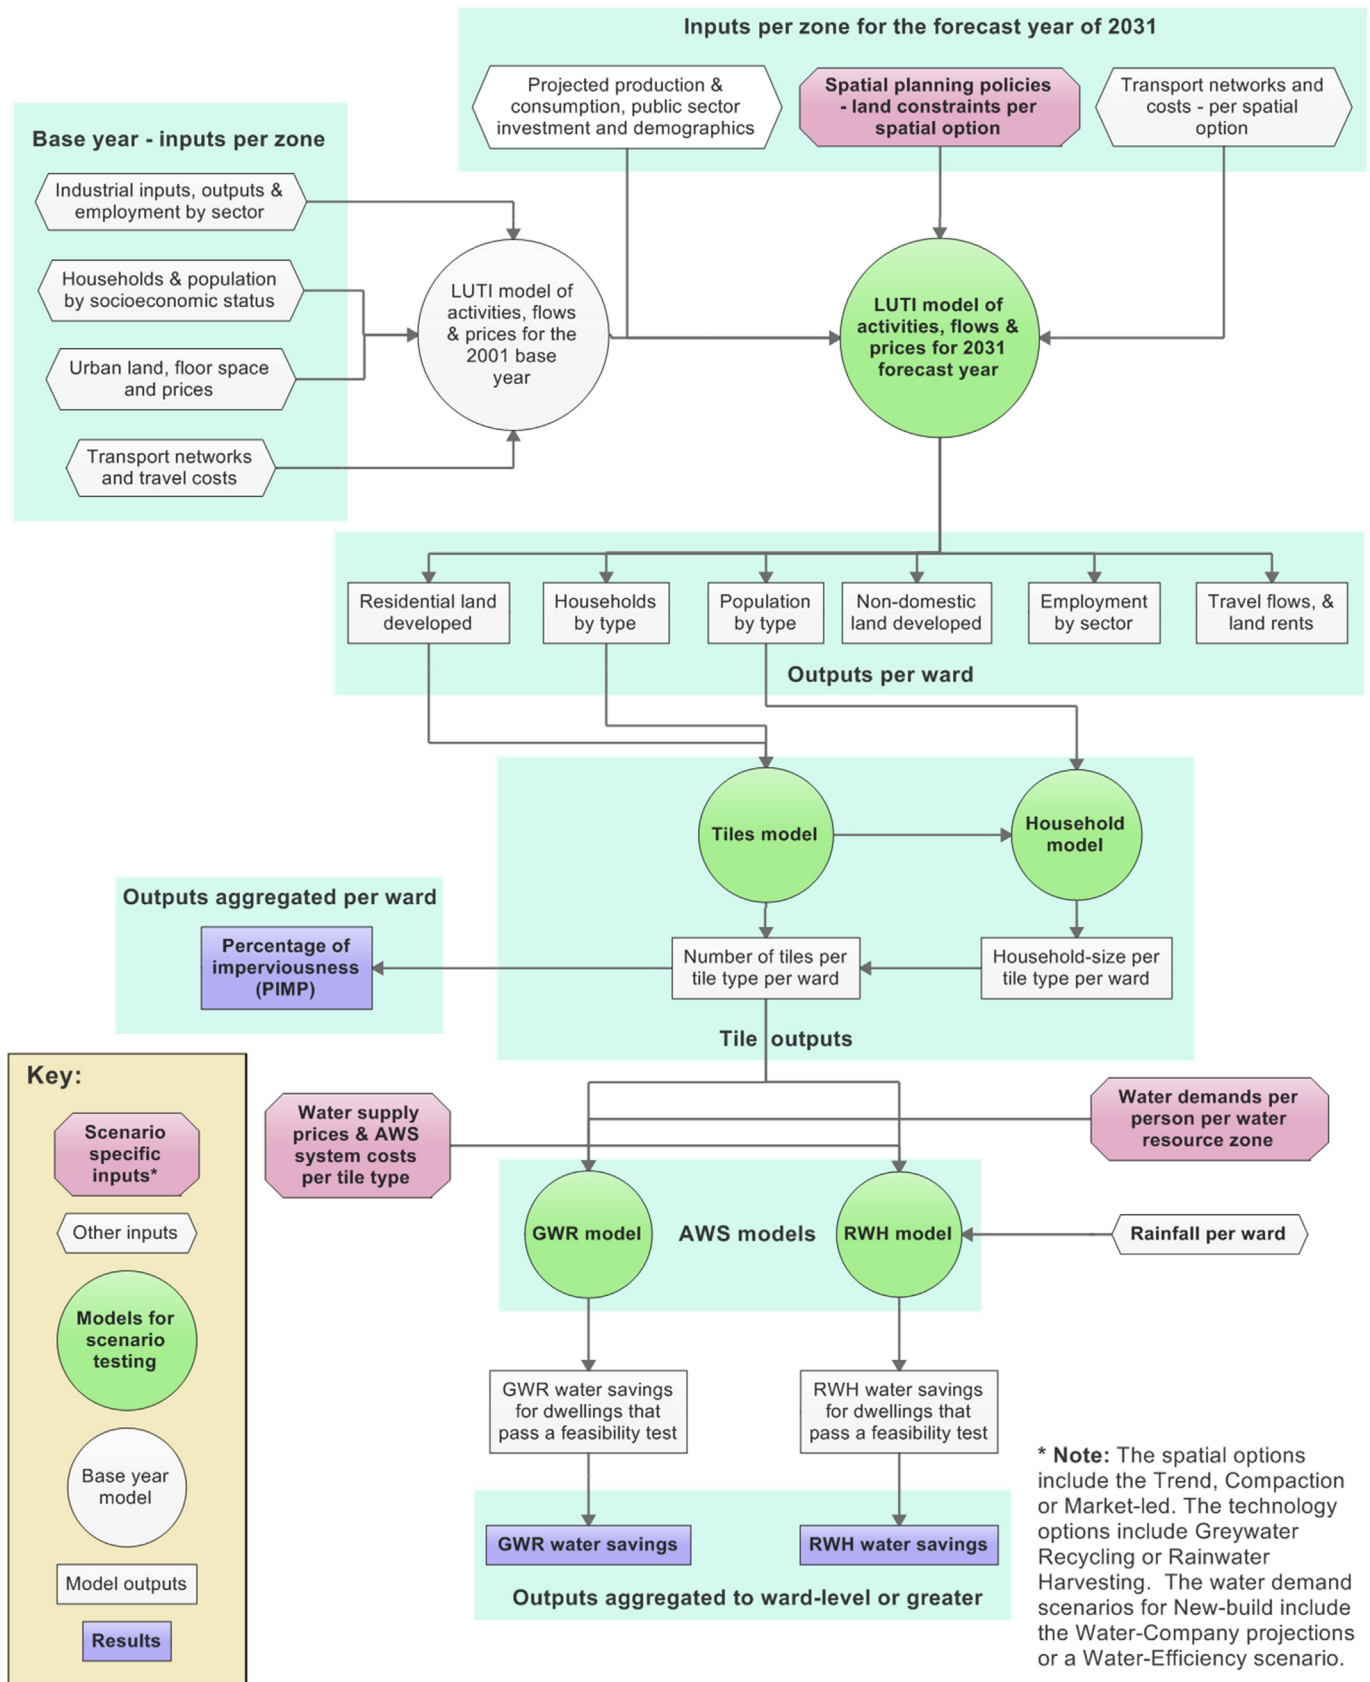 Inputs per zone for the forecast year of 2031
Projected production &
consumption, public sector
investment and demographics
Spatial planning policies
- land constraints per
spatial option
Transport networks and
costs - per spatial
option
Base year - inputs per zone
Industrial inputs, outputs &
employment by sector
Households & population
by socioeconomic status
Urban land, floor space
and prices
Transport networks
and travel costs
LUTI model of
activities, flows
& prices for the
2001 base
year
LUTI model of
activities, flows &
prices for 2031
forecast year
Residential land
developed
Households
by type
Population
by type
Non-domestic
land developed
Employment
by sector
Travel flows, &
land rents
Outputs per ward
Tiles model
Household
model
Outputs aggregated per ward
Percentage of
imperviousness
(PIMP)
Number of tiles per
tile type per ward
Household-size per
tile type per ward
Tile outputs
Water supply
prices & AWS
system costs
per tile type
Water demands per
person per water
resource zone
GWR model
AWS models
RWH model
Rainfall per ward
GWR water savings
for dwellings that
pass a feasibility test
RWH water savings
for dwellings that
pass a feasibility test
GWR water savings
RWH water savings
Outputs aggregated to ward-level or greater
Key:
Scenario
specific
inputs*
Other inputs
Models for
scenario
testing
Base year
model
Model outputs
Results
* Note: The spatial options
include the Trend, Compaction
or Market-led. The technology
options include Greywater
Recycling or Rainwater
Harvesting. The water demand
scenarios for New-build include
the Water-Company projections
or a Water-Efficiency scenario.